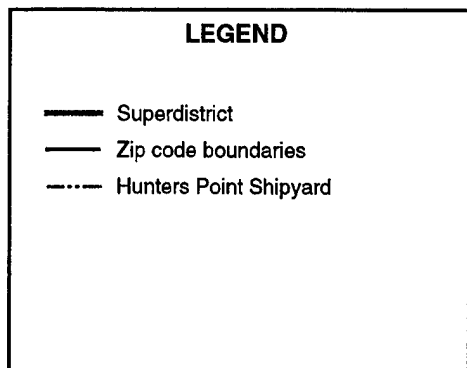 LEGEND
Superdistrict
Zip code boundaries
Hunters Point Shipyard